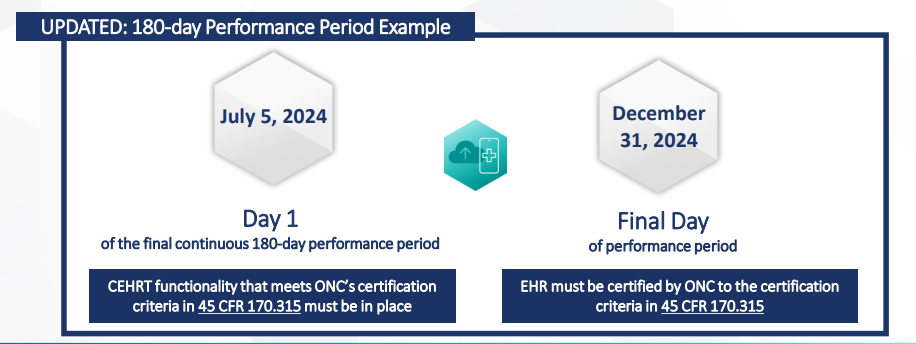 UPDATED: 180-day Performance Period Example
July 5, 2024
December
31, 2024
Day 1
of the final continuous 180-day performance period
Final Day
of performance period
CEHRT functionality that meets ONC’s certification
criteria in 45 CFR 170.315 must be in place
EHR must be certified by ONC to the certification
criteria in 45 CFR 170.315